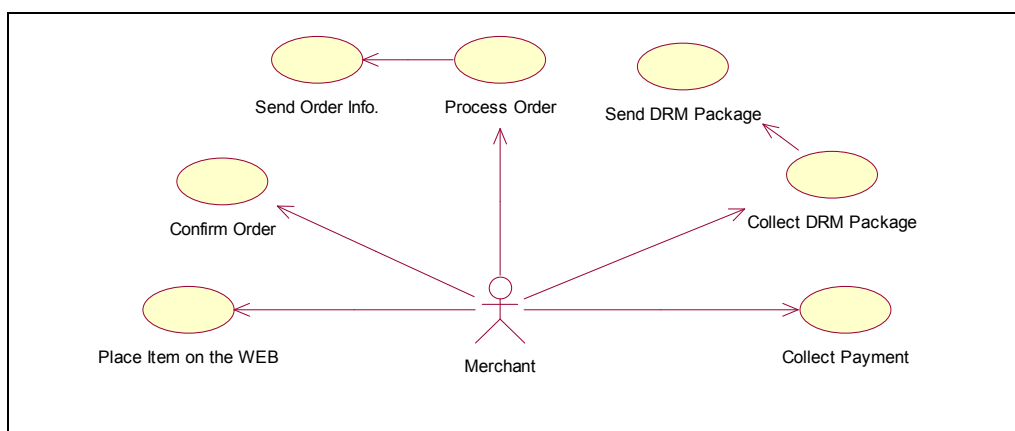 Send Order Info.
Process Order
Send DRM Package
Confirm Order
Collect DRM Package
Place Item on the WEB
Merchant
Collect Payment